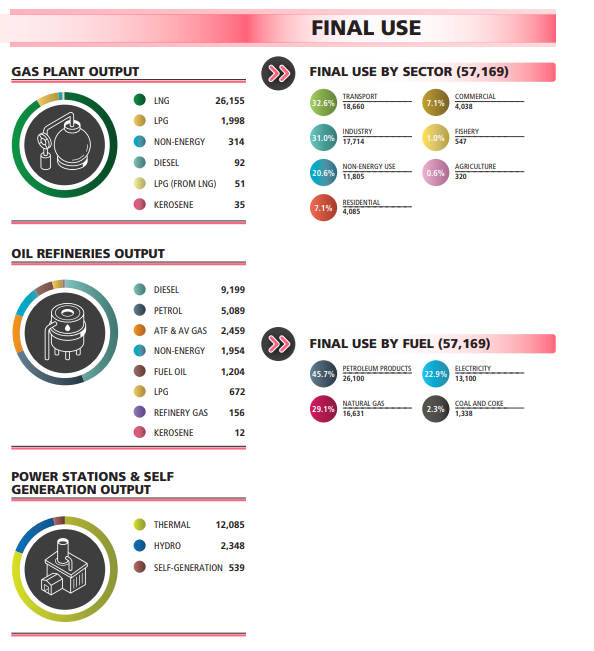 FINAL USE
GAS PLANT OUTPUT
LNG 26,155
LPG 1,998
NON-ENERGY 314
DIESEL 92
LPG (FROM LNG) 51
KEROSENE 35
OIL REFINERIES OUTPUT
DIESEL 9,199
PETROL 5,089
ATF & AV GAS 2,459
NON-ENERGY 1,954
FUEL OIL 1,204
LPG 672
REFINERY GAS 156
KEROSENE 12
POWER STATIONS & SELF
GENERATION OUTPUT
THERMAL 12,085
HYDRO 2,348
SELF-GENERATION 539
FINAL USE BY SECTOR (57,169)
32.6% TRANSPORT
18,660
31.0% INDUSTRY
17,714
20.6% NON-ENERGY USE
11,805
7.1% RESIDENTIAL
4,085
7.1% COMMERCIAL
4,038
1.0% FISHERY
547
0.6% AGRICULTURE
320
FINAL USE BY FUEL (57,169)
45.7% PETROLEUM PRODUCTS
26,100
29.1% NATURAL GAS
16,631
22.9% ELECTRICITY
13,100
2.3% COAL AND COKE
1,338